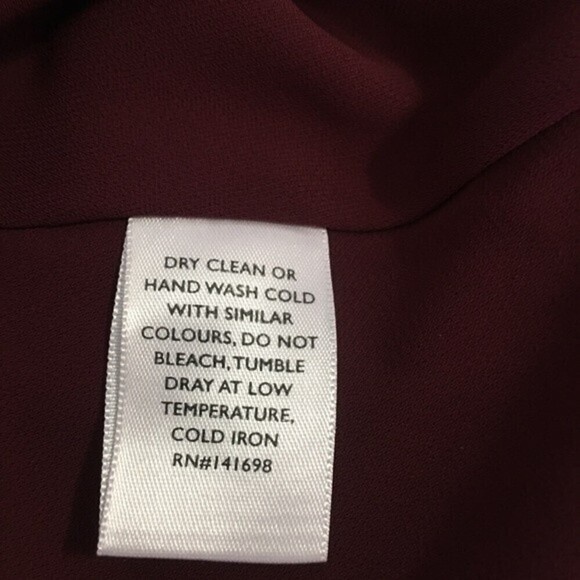 DRY CLEAN OR
HAND WASH COLD
WITH SIMILAR
COLOURS, DO NOT
BLEACH, TUMBLE
DRAY AT LOW
TEMPERATURE,
COLD IRON
RN#141698